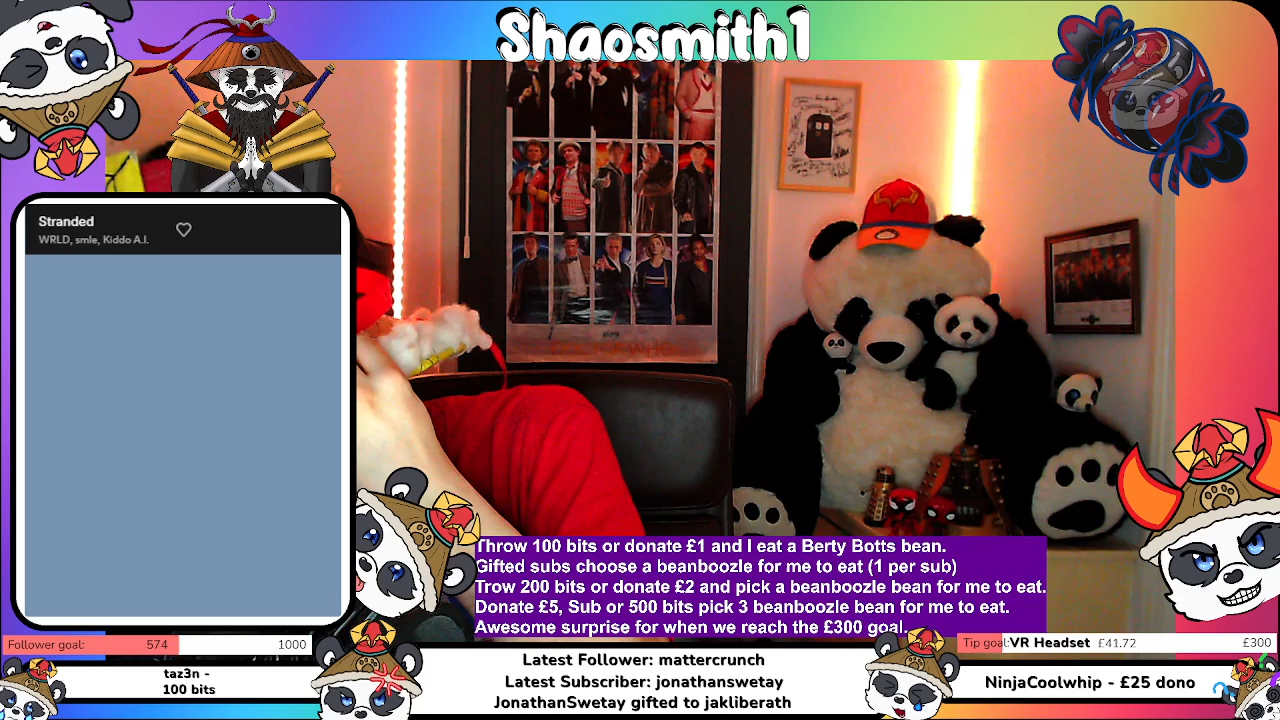 Shaosmith1
Stranded
WRLD, smle, Kiddo A.I.
Throw 100 bits or donate £1 and I eat a Berty Botts bean.
Gifted subs choose a beanboozle for me to eat (1 per sub)
Trow 200 bits or donate £2 and pick a beanboozle bean for me to eat.
Donate £5, Sub or 500 bits pick 3 beanboozle bean for me to eat.
Awesome surprise for when we reach the £300 goal.
Follower goal: 574 1000
Tip goal: VR Headset £41.72 £300
taz3n -
100 bits
Latest Follower: mattercrunch
Latest Subscriber: jonathanswetay
JonathanSwetay gifted to jakliberath
NinjaCoolwhip - £25 dono